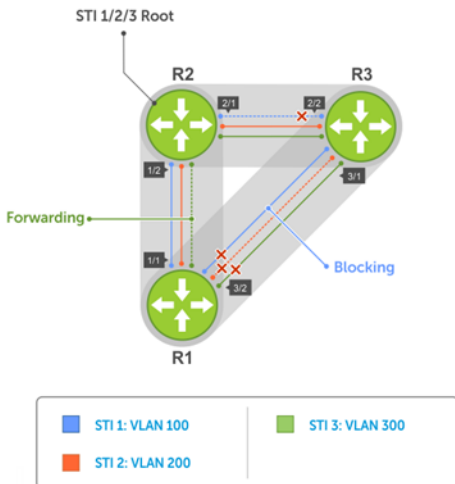 STI 1/2/3 Root
R2
R3
2/1
2/2
1/2
3/1
Forwarding
1/1
Blocking
3/2
R1
STI 1: VLAN 100
STI 3: VLAN 300
STI 2: VLAN 200